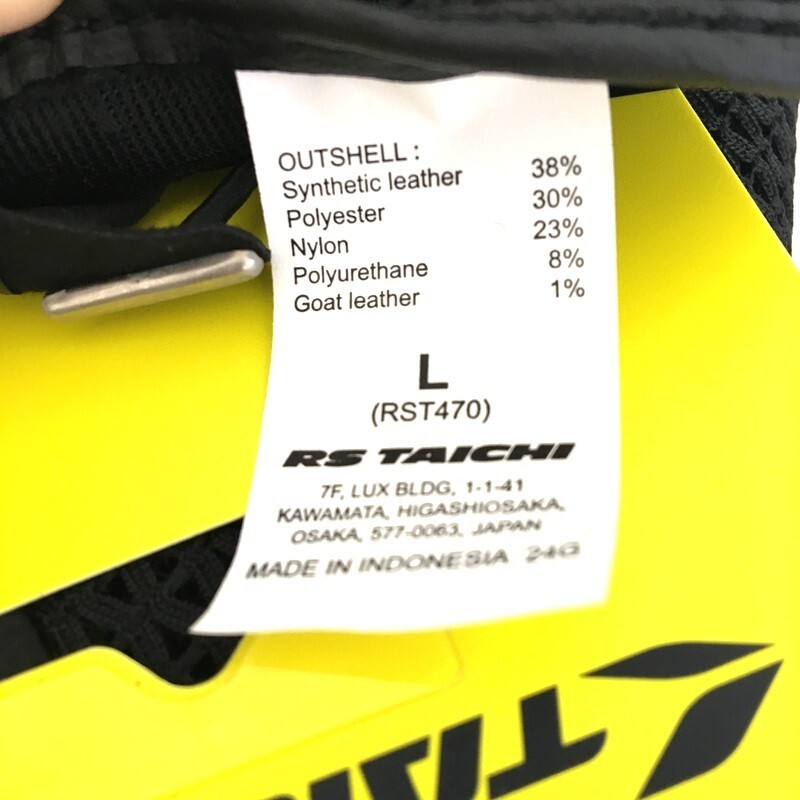 OUTSHELL :
Synthetic leather 38%
Polyester 30%
Nylon 23%
Polyurethane 8%
Goat leather 1%
L
(RST470)
RS TAICHI
7F, LUX BLDG, 1-1-41
KAWAMATA, HIGASHIOSAKA,
OSAKA, 577-0063, JAPAN
MADE IN INDONESIA 24G